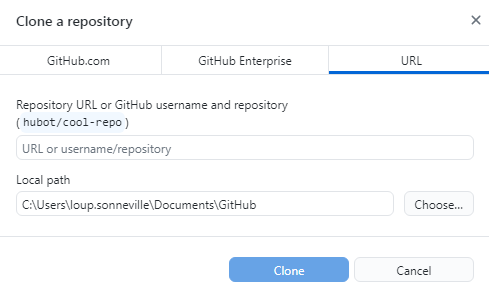 Clone a repository
GitHub.com
GitHub Enterprise
URL
Repository URL or GitHub username and repository
(hubot/cool-repo)
URL or username/repository
Local path
C:\Users\loup.sonneville\Documents\GitHub
Choose...
Clone
Cancel